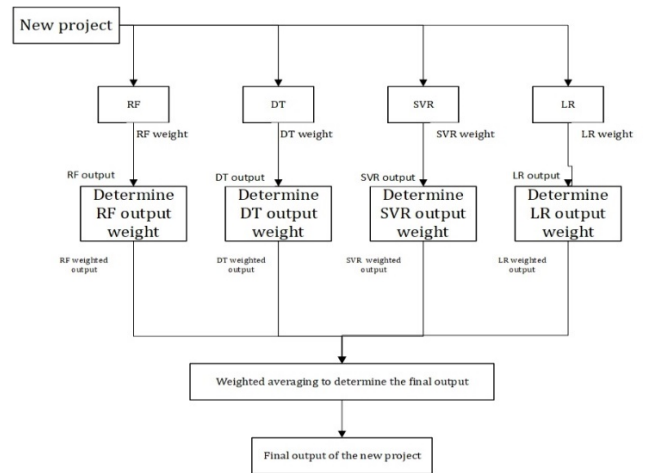 New project
RF
DT
SVR
LR
RF weight
DT weight
SVR weight
LR weight
RF output
DT output
SVR output
LR output
Determine
RF output
weight
Determine
DT output
weight
Determine
SVR output
weight
Determine
LR output
weight
RF weighted
output
DT weighted
output
SVR weighted
output
LR weighted
output
Weighted averaging to determine the final output
Final output of the new project